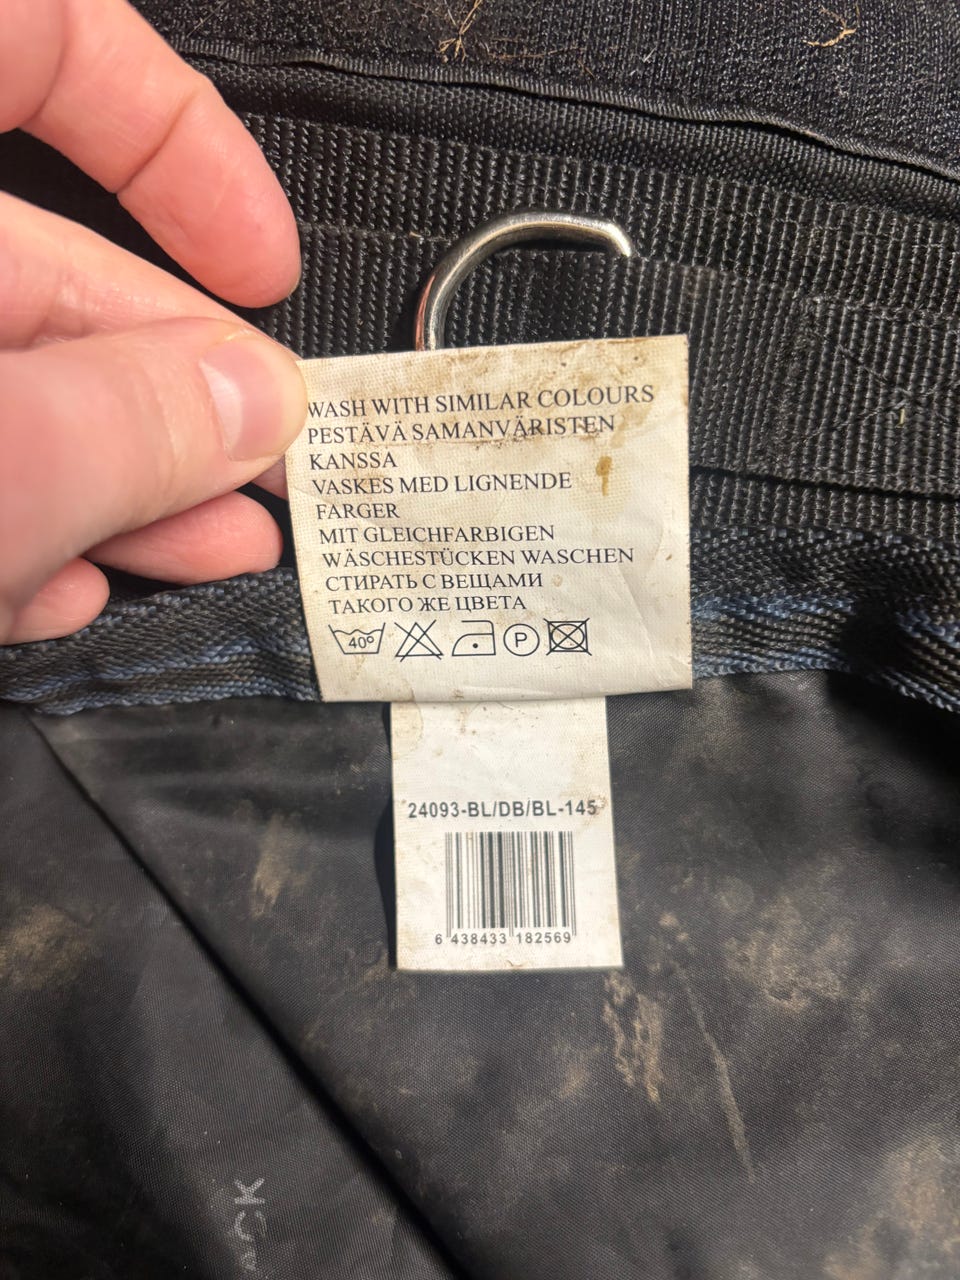 WASH WITH SIMILAR COLOURS
PESTÄVÄ SAMANVÄRISTEN
KANSSA
VASKES MED LIGNENDE
FARGER
MIT GLEICHFARBIGEN
WÄSCHESTÜCKEN WASCHEN
СТИРАТЬ С ВЕЩАМИ
ТАКОГО ЖЕ ЦВЕТА
40° P
24093-BL/DB/BL-145
6 438433 182569